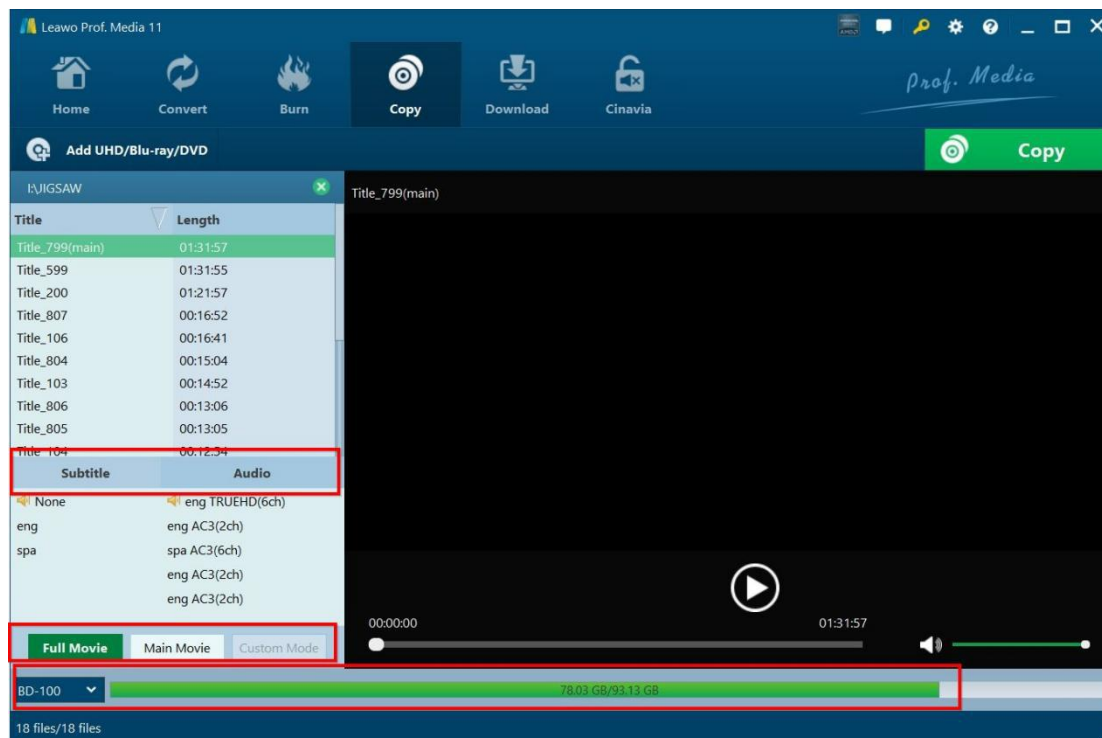 Leawo Prof. Media 11
Home Convert Burn Copy Download Cinavia
Prof. Media
Add UHD/Blu-ray/DVD
Copy
I:\JIGSAW
Title_799(main)
Title Length
Title_799(main) 01:31:57
Title_599 01:31:55
Title_200 01:21:57
Title_807 00:16:52
Title_106 00:16:41
Title_804 00:15:04
Title_103 00:14:52
Title_806 00:13:06
Title_805 00:13:05
Title_104 00:12:54
Subtitle Audio
None eng TRUEHD(6ch)
eng eng AC3(2ch)
spa spa AC3(6ch)
eng AC3(2ch)
eng AC3(2ch)
00:00:00 01:31:57
Full Movie Main Movie Custom Mode
BD-100 78.03 GB/93.13 GB
18 files/18 files